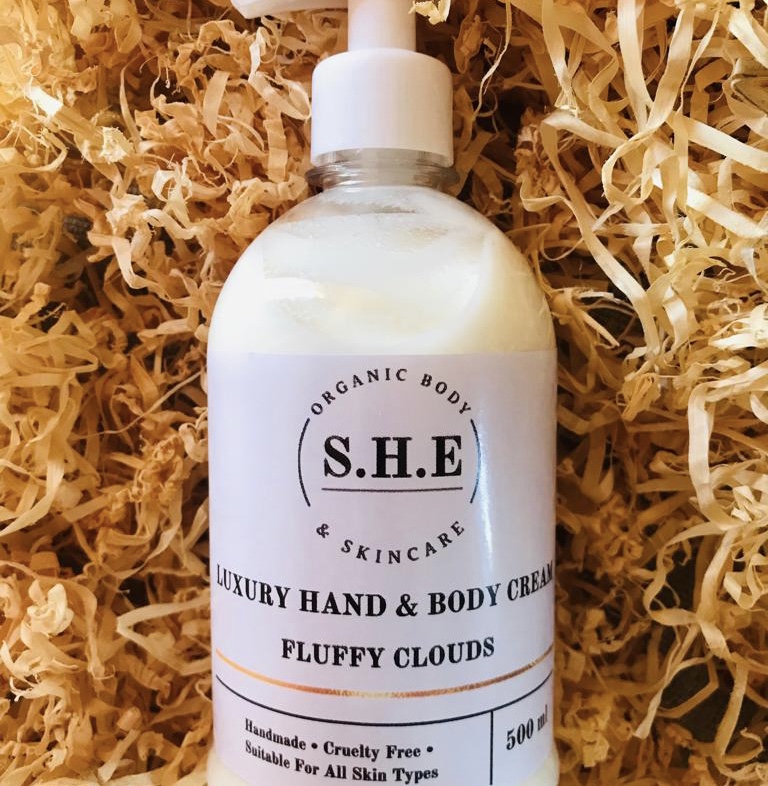 ORGANIC BODY
S.H.E
& SKINCARE
LUXURY HAND & BODY CREAM
FLUFFY CLOUDS
Handmade • Cruelty Free •
Suitable For All Skin Types
500 ml